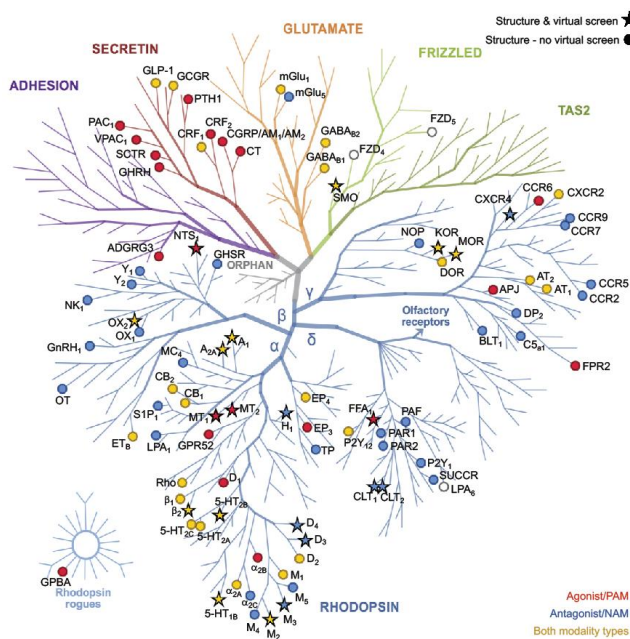 Structure & virtual screen
Structure - no virtual screen
GLUTAMATE
SECRETIN
FRIZZLED
ADHESION
TAS2
GLP-1
GCGR
PTH1
mGlu1
mGlu5
PAC1
CRF2
CRF1
CGRP/AM1/AM2
VPAC1
CT
SCTR
GHRH
GABAB2
GABAB1
FZD4
FZD5
SMO
CCR6
CXCR2
CXCR4
CCR9
CCR7
NOP
KOR
MOR
DOR
NTS1
ADGRG3
GHSR
ORPHAN
Y1
Y2
γ
AT2
AT1
APJ
CCR5
CCR2
NK1
β
Olfactory
receptors
DP2
OX2
OX1
δ
BLT1
C5a1
GnRH1
A1
A2A
α
MC4
FPR2
OT
CB2
CB1
S1P1
MT1
MT2
EP4
FFA1
PAF
H1
EP3
P2Y12
PAR1
PAR2
ETB
LPA1
GPR52
TP
P2Y1
SUCCR
LPA6
Rho
D1
CLT1
CLT2
β1
β2
5-HT2B
5-HT2C
5-HT2A
D4
D3
D2
α2B
M1
GPBA
Rhodopsin
rogues
α2A
α2C
M5
5-HT1B
M4
M3
M2
RHODOPSIN
Agonist/PAM
Antagonist/NAM
Both modality types